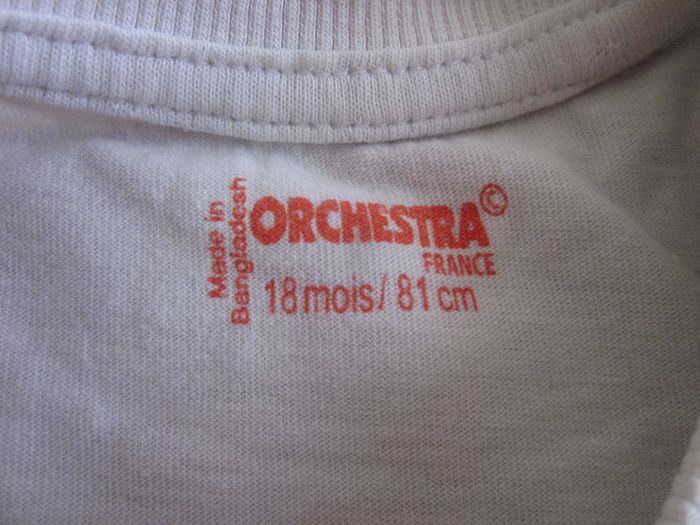 Made in
Bangladesh
ORCHESTRA©
FRANCE
18 mois/ 81 cm